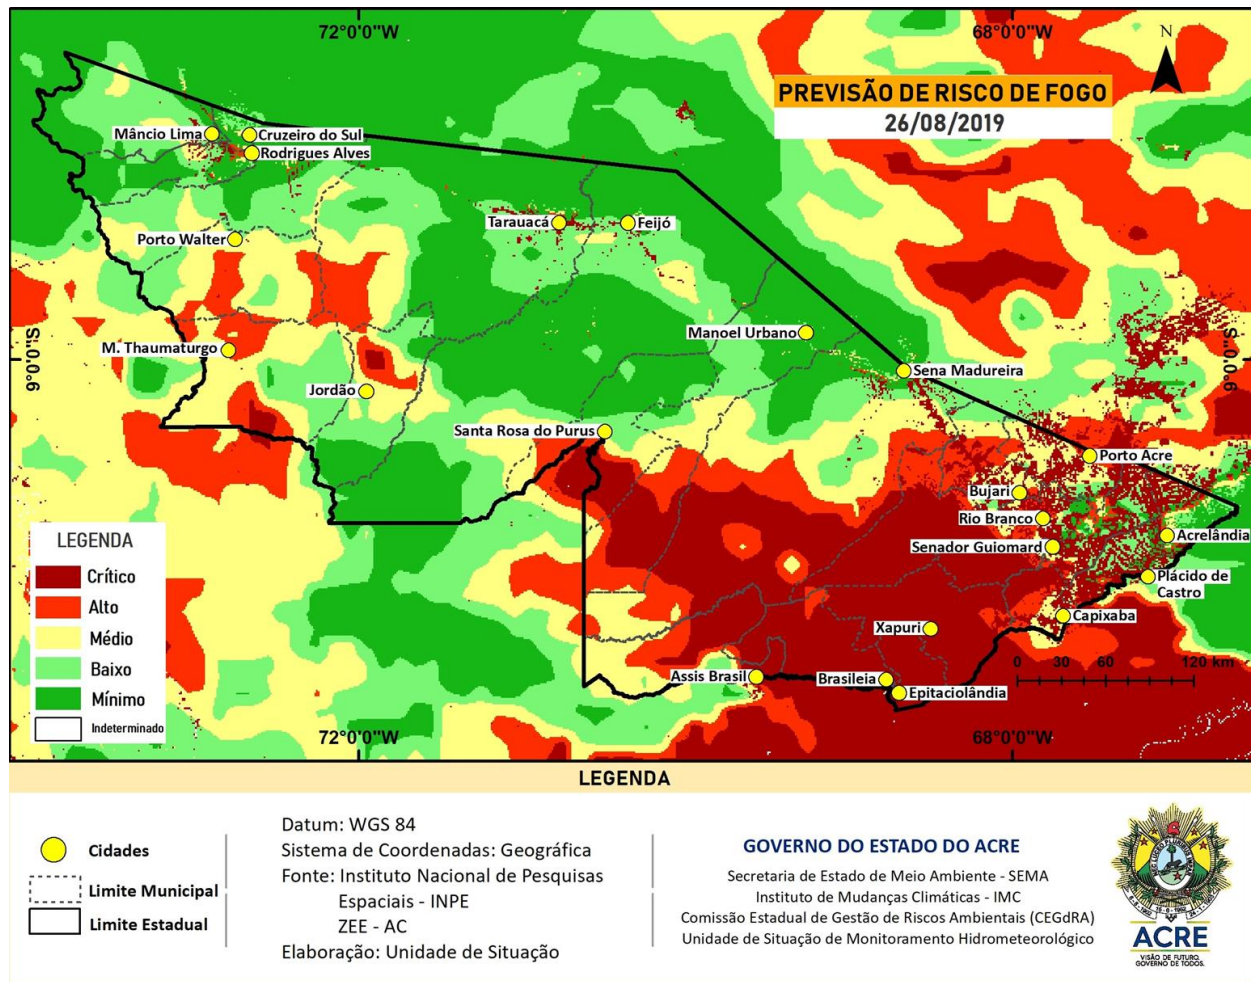 72°0'0"W
68°0'0"W
N
PREVISÃO DE RISCO DE FOGO
26/08/2019
Mâncio Lima
Cruzeiro do Sul
Rodrigues Alves
Tarauacá
Feijó
Porto Walter
Manoel Urbano
9°0'0"S
9°0'0"S
M. Thaumaturgo
Sena Madureira
Jordão
Santa Rosa do Purus
Porto Acre
Bujari
Rio Branco
Acrelândia
Senador Guiomard
Plácido de
Castro
Capixaba
Xapuri
Assis Brasil
Brasileia
Epitaciolândia
0 30 60 120 km
LEGENDA
Crítico
Alto
Médio
Baixo
Mínimo
Indeterminado
72°0'0"W
68°0'0"W
LEGENDA
Cidades
Limite Municipal
Limite Estadual
Datum: WGS 84
Sistema de Coordenadas: Geográfica
Fonte: Instituto Nacional de Pesquisas
Espaciais - INPE
ZEE - AC
Elaboração: Unidade de Situação
GOVERNO DO ESTADO DO ACRE
Secretaria de Estado de Meio Ambiente - SEMA
Instituto de Mudanças Climáticas - IMC
Comissão Estadual de Gestão de Riscos Ambientais (CEGdRA)
Unidade de Situação de Monitoramento Hidrometeorológico
ACRE
VISÃO DE FUTURO,
GOVERNO DE TODOS.